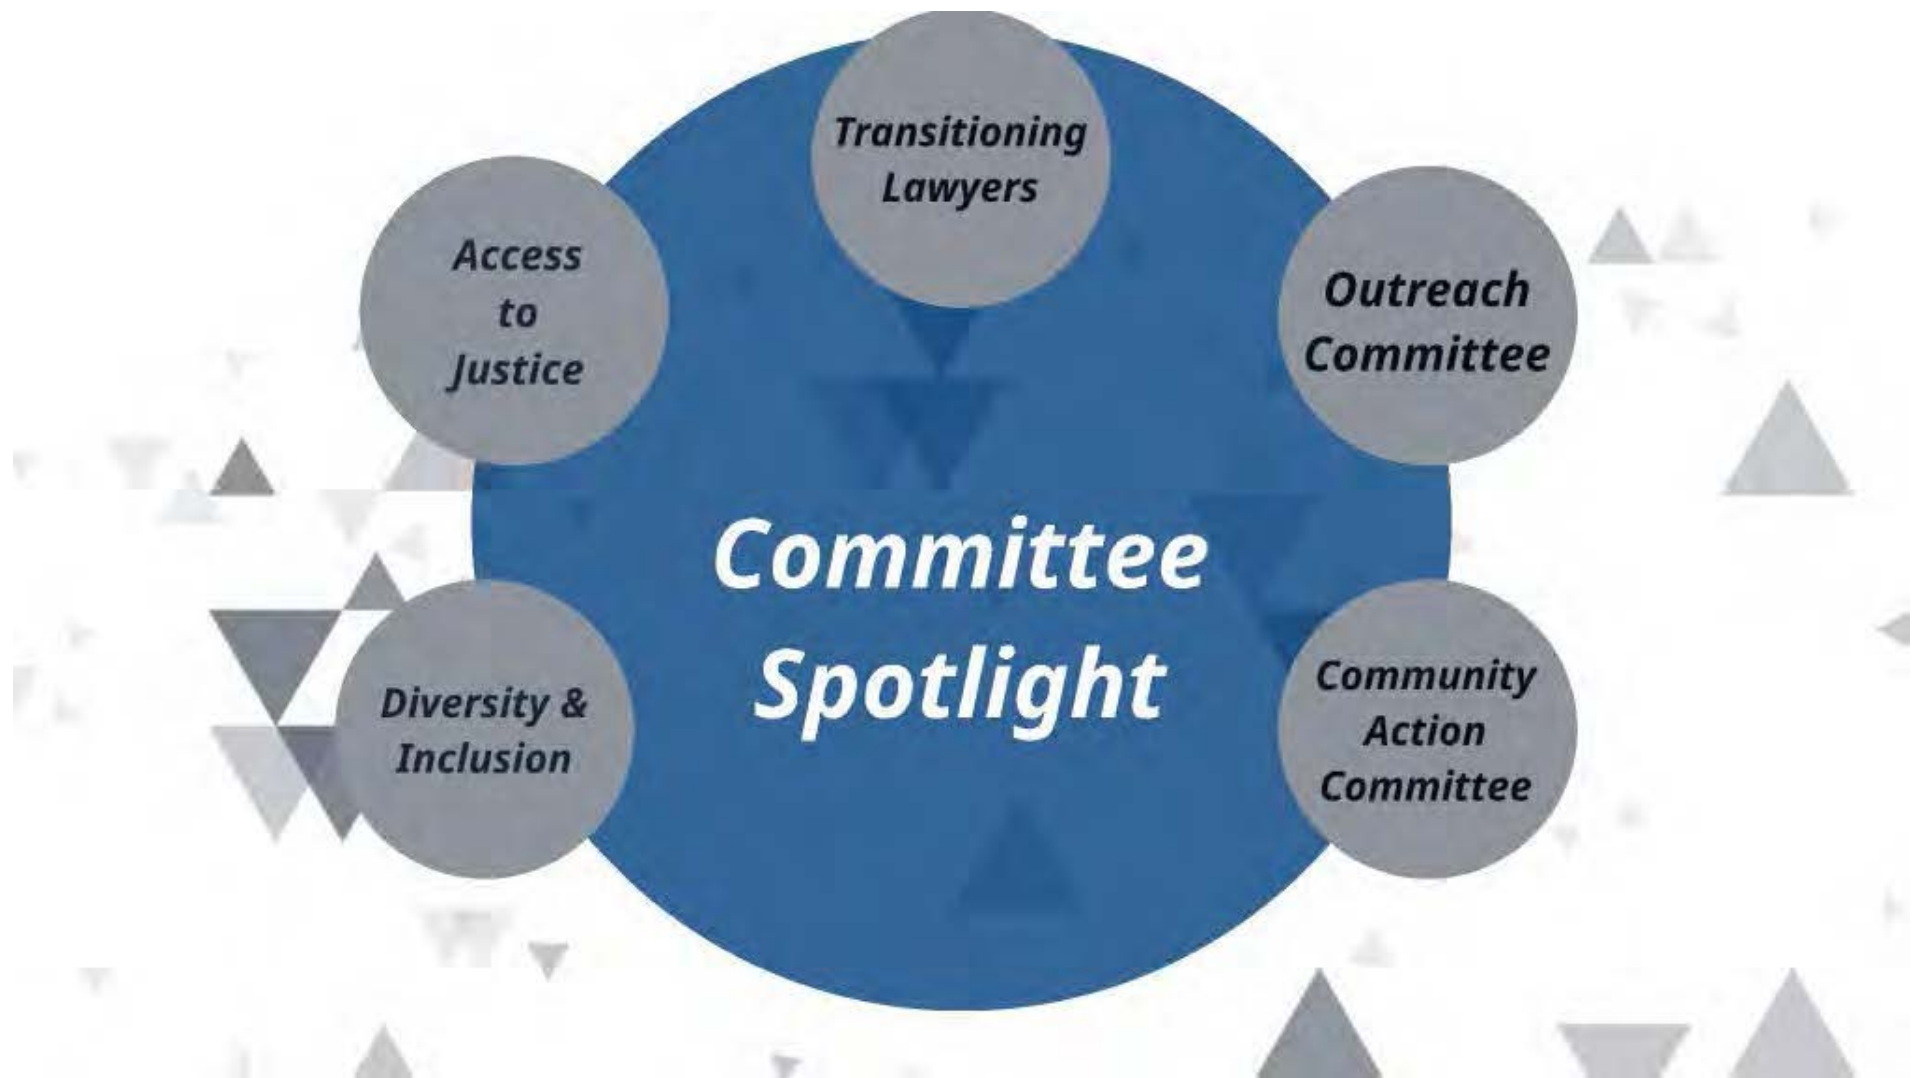 Transitioning
Lawyers
Access
to
Justice
Outreach
Committee
Committee
Spotlight
Diversity &
Inclusion
Community
Action
Committee